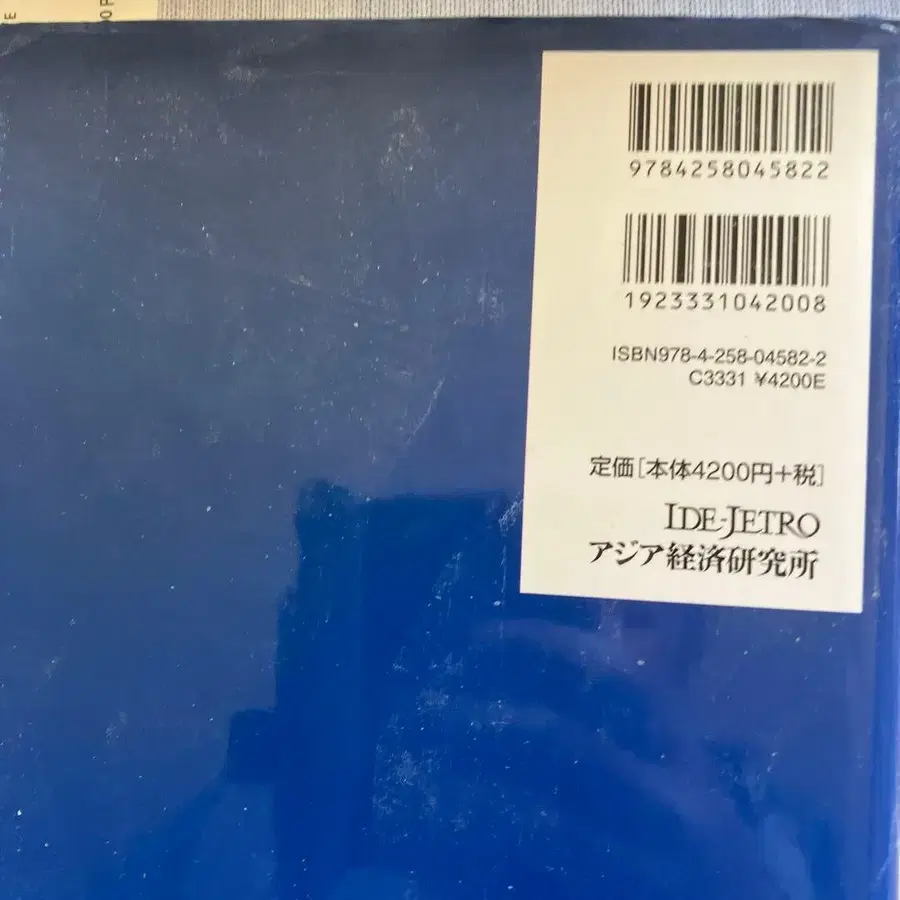 9784258045822
1923331042008
ISBN978-4-258-04582-2
C3331 ¥4200E
定価[本体4200円+税]
IDE-JETRO
アジア経済研究所